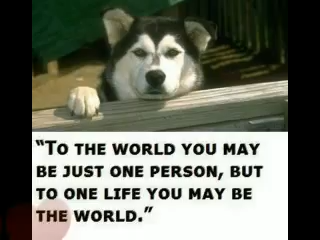 “TO THE WORLD YOU MAY
BE JUST ONE PERSON, BUT
TO ONE LIFE YOU MAY BE
THE WORLD.”